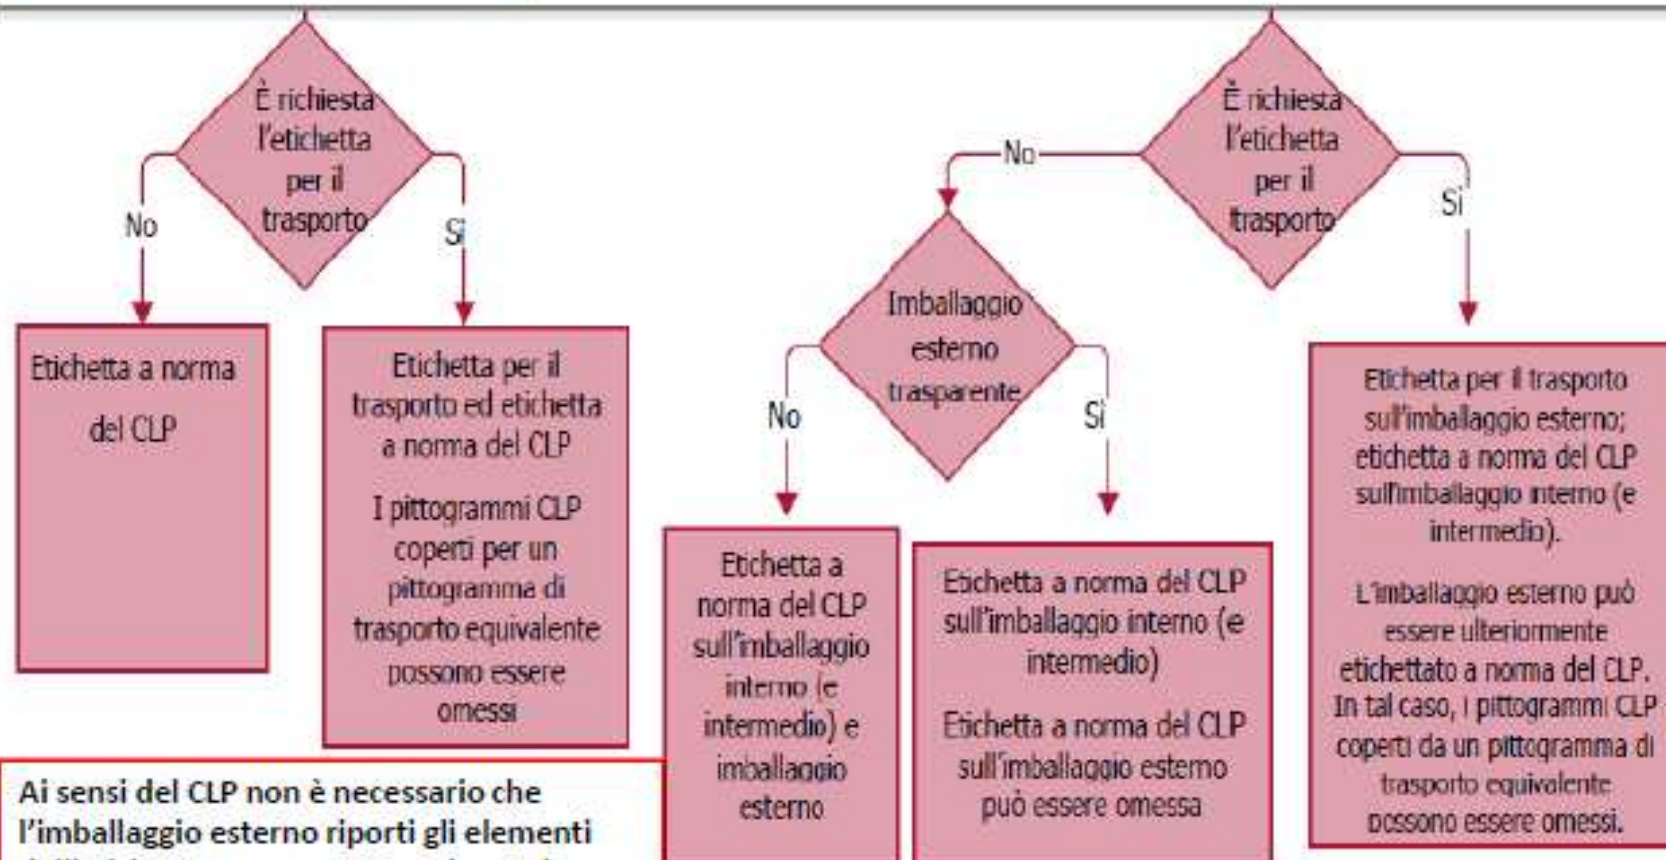 È richiesta
l'etichetta
per il
trasporto
No
Si
Etichetta a norma
del CLP
Etichetta per il
trasporto ed etichetta
a norma del CLP
I pittogrammi CLP
coperti per un
pittogramma di
trasporto equivalente
possono essere
omessi
È richiesta
l'etichetta
per il
trasporto
No
Sì
Imballaggio
esterno
trasparente
No
Sì
Etichetta a
norma del CLP
sull'imballaggio
interno (e
intermedio) e
imballaggio
esterno
Etichetta a norma del CLP
sull'imballaggio interno (e
intermedio)
Etichetta a norma del CLP
sull'imballaggio esterno
può essere omessa
Etichetta per il trasporto
sull'imballaggio esterno;
etichetta a norma del CLP
sull'imballaggio interno (e
intermedio).
L'imballaggio esterno può
essere ulteriormente
etichettato a norma del CLP.
In tal caso, i pittogrammi CLP
coperti da un pittogramma di
trasporto equivalente
possono essere omessi.
Ai sensi del CLP non è necessario che
l'imballaggio esterno riporti gli elementi